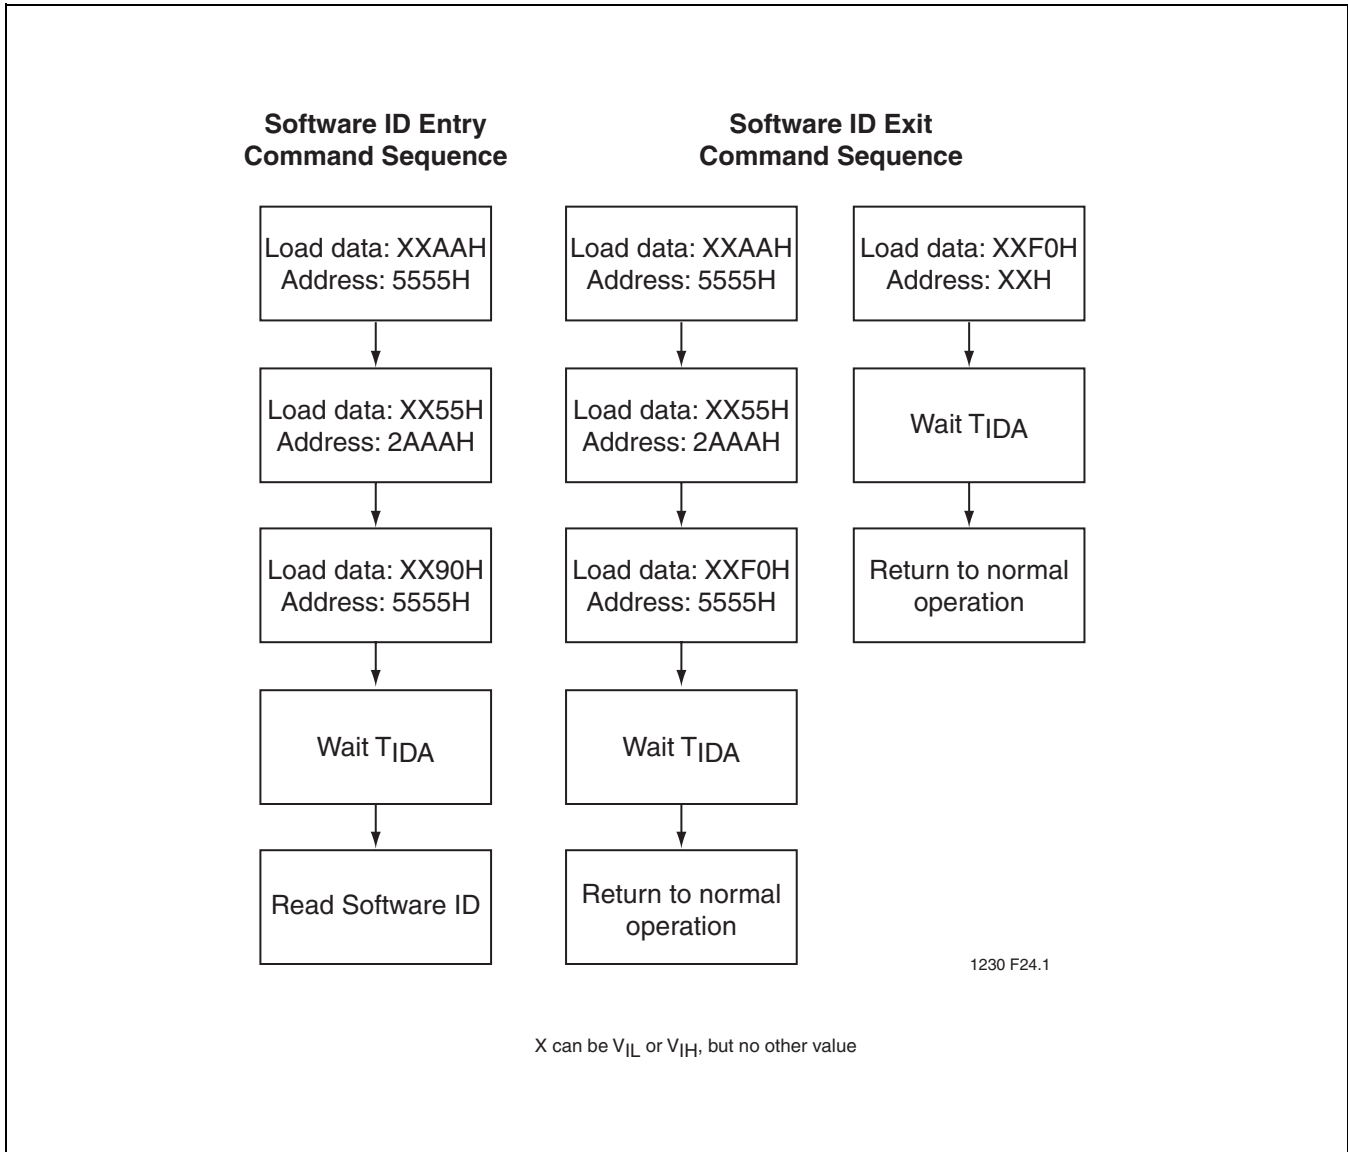 Software ID Entry
Command Sequence
Load data: XXAAH
Address: 5555H
Load data: XX55H
Address: 2AAAH
Load data: XX90H
Address: 5555H
Wait TIDA
Read Software ID
Software ID Exit
Command Sequence
Load data: XXAAH
Address: 5555H
Load data: XX55H
Address: 2AAAH
Load data: XXF0H
Address: 5555H
Wait TIDA
Return to normal
operation
Load data: XXF0H
Address: XXH
Wait TIDA
Return to normal
operation
1230 F24.1
X can be VIL or VIH, but no other value